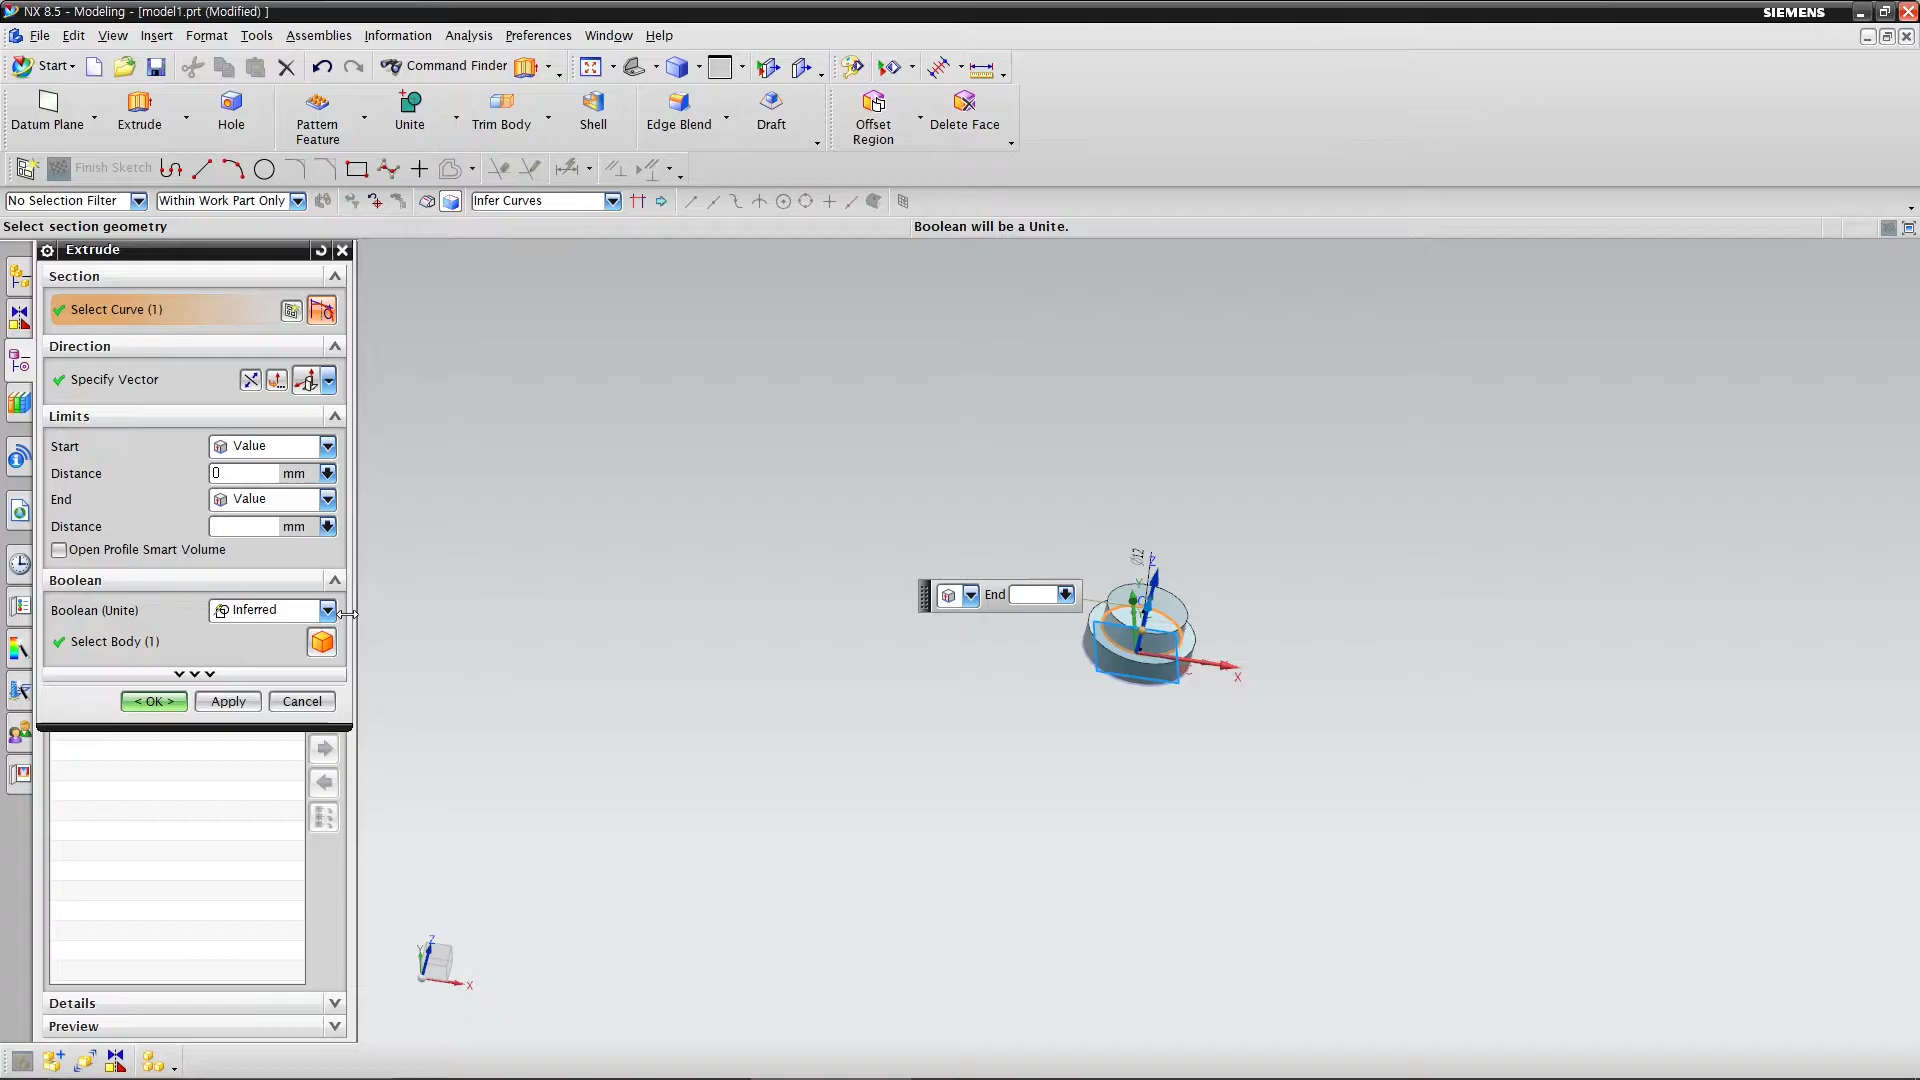 NX 8.5 - Modeling - [model1.prt (Modified) ]
SIEMENS
File Edit View Insert Format Tools Assemblies Information Analysis Preferences Window Help
Start Command Finder
Datum Plane Extrude Hole Pattern Feature Unite Trim Body Shell Edge Blend Draft Offset Region Delete Face
Finish Sketch
No Selection Filter Within Work Part Only Infer Curves
Select section geometry
Boolean will be a Unite.
Extrude
Section
Select Curve (1)
Direction
Specify Vector
Limits
Start Value
Distance 0 mm
End Value
Distance mm
Open Profile Smart Volume
Boolean
Boolean (Unite) Inferred
Select Body (1)
< OK > Apply Cancel
Details
Preview
End
X
Z
Y
X